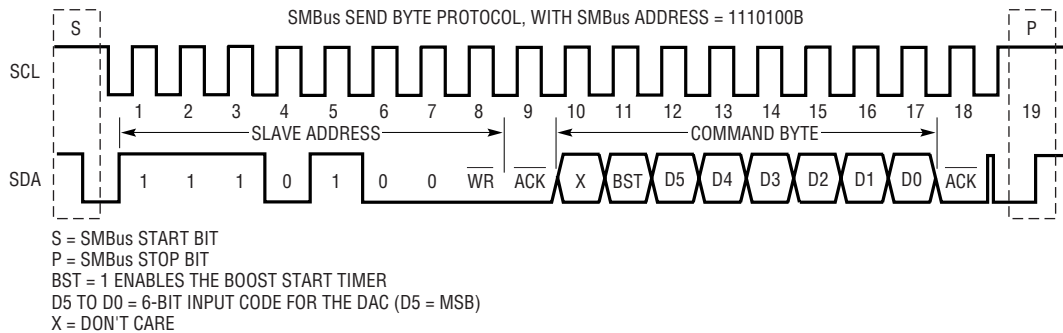 SMBus SEND BYTE PROTOCOL, WITH SMBus ADDRESS = 1110100B
S P
SCL
1 2 3 4 5 6 7 8 9 10 11 12 13 14 15 16 17 18 19
SLAVE ADDRESS COMMAND BYTE
SDA 1 1 1 0 1 0 0 WR ACK X BST D5 D4 D3 D2 D1 D0 ACK
S = SMBus START BIT
P = SMBus STOP BIT
BST = 1 ENABLES THE BOOST START TIMER
D5 TO D0 = 6-BIT INPUT CODE FOR THE DAC (D5 = MSB)
X = DON'T CARE